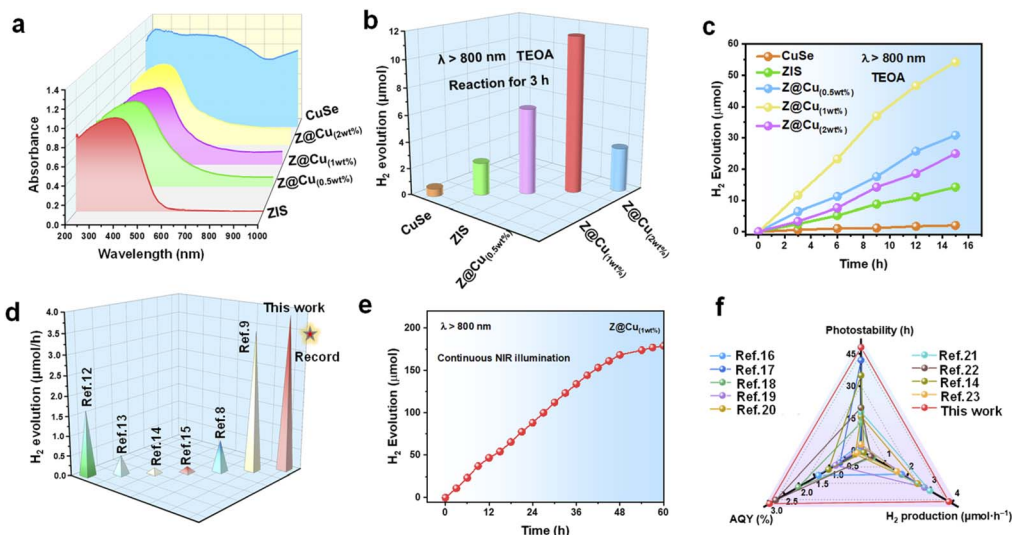 a
Absorbance
1.4
1.2
1.0
0.8
0.6
0.4
0.2
0.0
200 300 400 500 600 700 800 900 1000
Wavelength (nm)
CuSe
Z@Cu(2wt%)
Z@Cu(1wt%)
Z@Cu(0.5wt%)
ZIS
b
H2 evolution (μmol)
12
10
8
6
4
2
0
λ > 800 nm TEOA
Reaction for 3 h
CuSe
ZIS
Z@Cu(0.5wt%)
Z@Cu(1wt%)
Z@Cu(2wt%)
c
H2 Evolution (μmol)
60
50
40
30
20
10
0
CuSe
ZIS
Z@Cu(0.5wt%)
Z@Cu(1wt%)
Z@Cu(2wt%)
λ > 800 nm
TEOA
0 2 4 6 8 10 12 14 16
Time (h)
d
H2 evolution (μmol/h)
4.0
3.5
3.0
2.5
2.0
1.5
1.0
0.5
0.0
Ref.12
Ref.13
Ref.14
Ref.15
Ref.8
Ref.9
This work
Record
e
H2 Evolution (μmol)
200
150
100
50
0
λ > 800 nm
Z@Cu(1wt%)
Continuous NIR illumination
0 12 24 36 48 60
Time (h)
f
Photostability (h)
45
30
15
Ref.16
Ref.17
Ref.18
Ref.19
Ref.20
Ref.21
Ref.22
Ref.14
Ref.23
This work
0.5
1.5
2.0
2.5
3.0
1
2
3
4
AQY (%)
H2 production (μmol·h⁻¹)